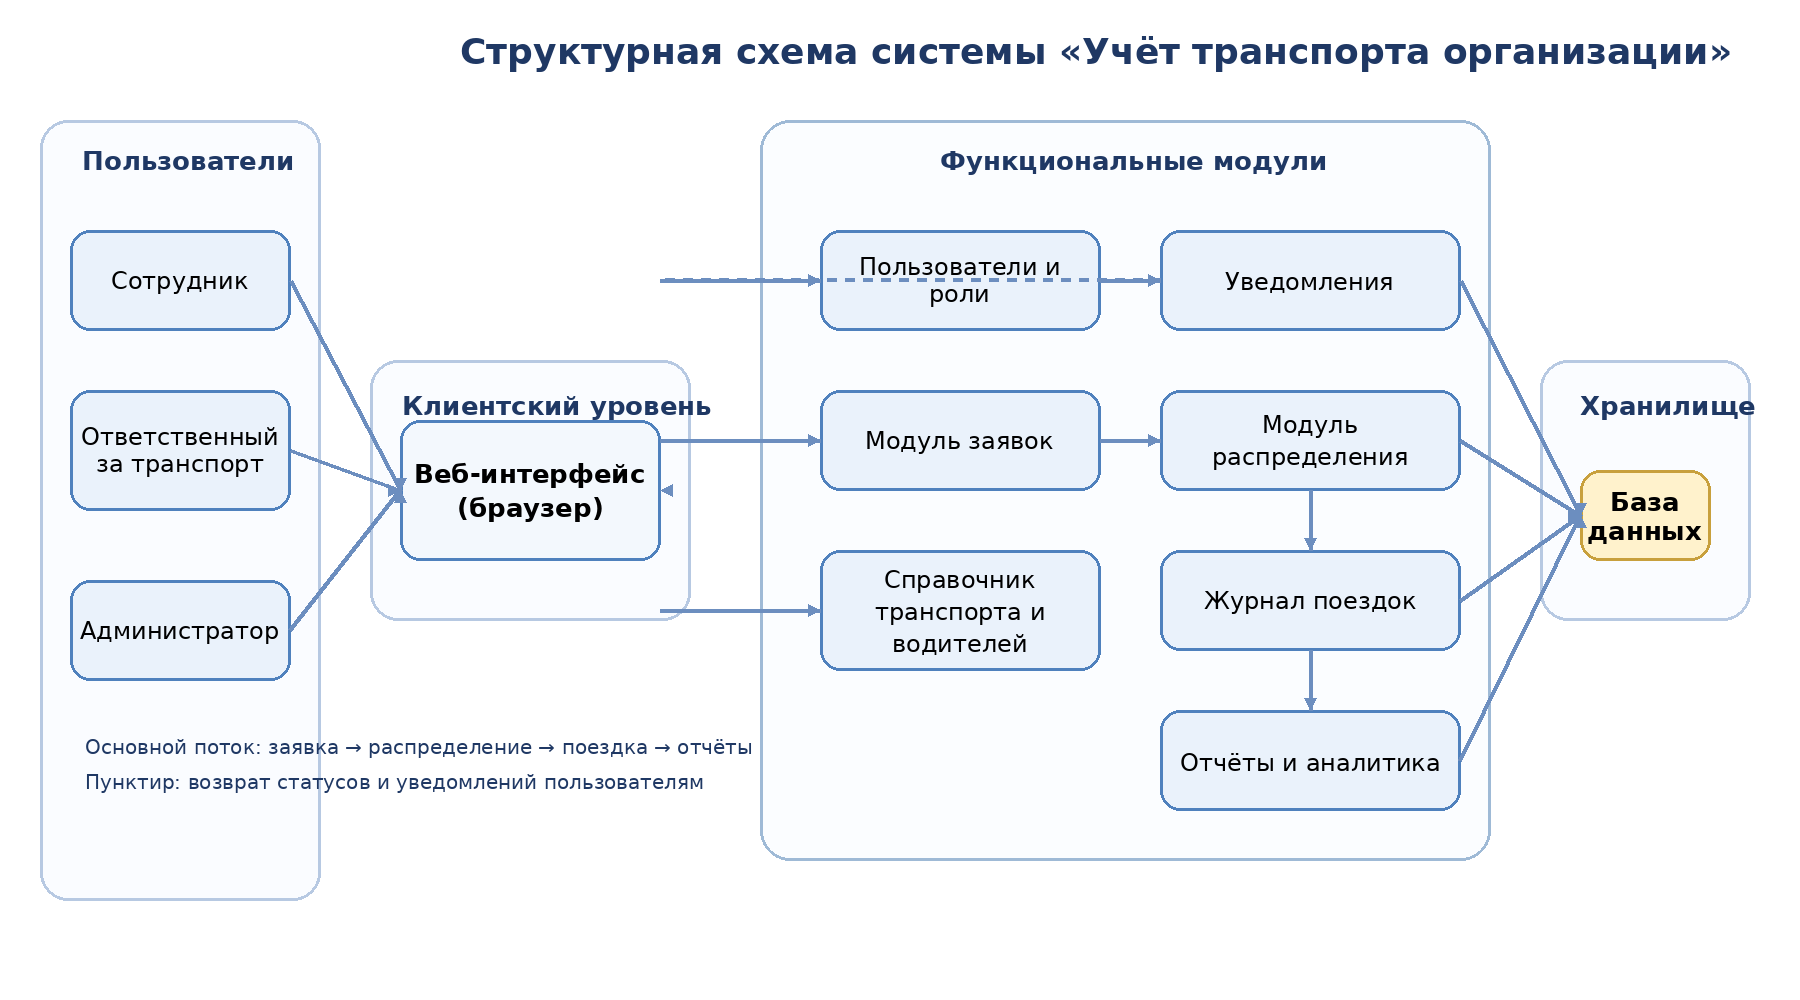 Структурная схема системы «Учёт транспорта организации»
Пользователи
Сотрудник
Ответственный
за транспорт
Администратор
Клиентский уровень
Веб-интерфейс
(браузер)
Функциональные модули
Пользователи и
роли
Уведомления
Модуль заявок
Модуль
распределения
Справочник
транспорта и
водителей
Журнал поездок
Отчёты и аналитика
Хранилище
База
данных
Основной поток: заявка → распределение → поездка → отчёты
Пунктир: возврат статусов и уведомлений пользователям